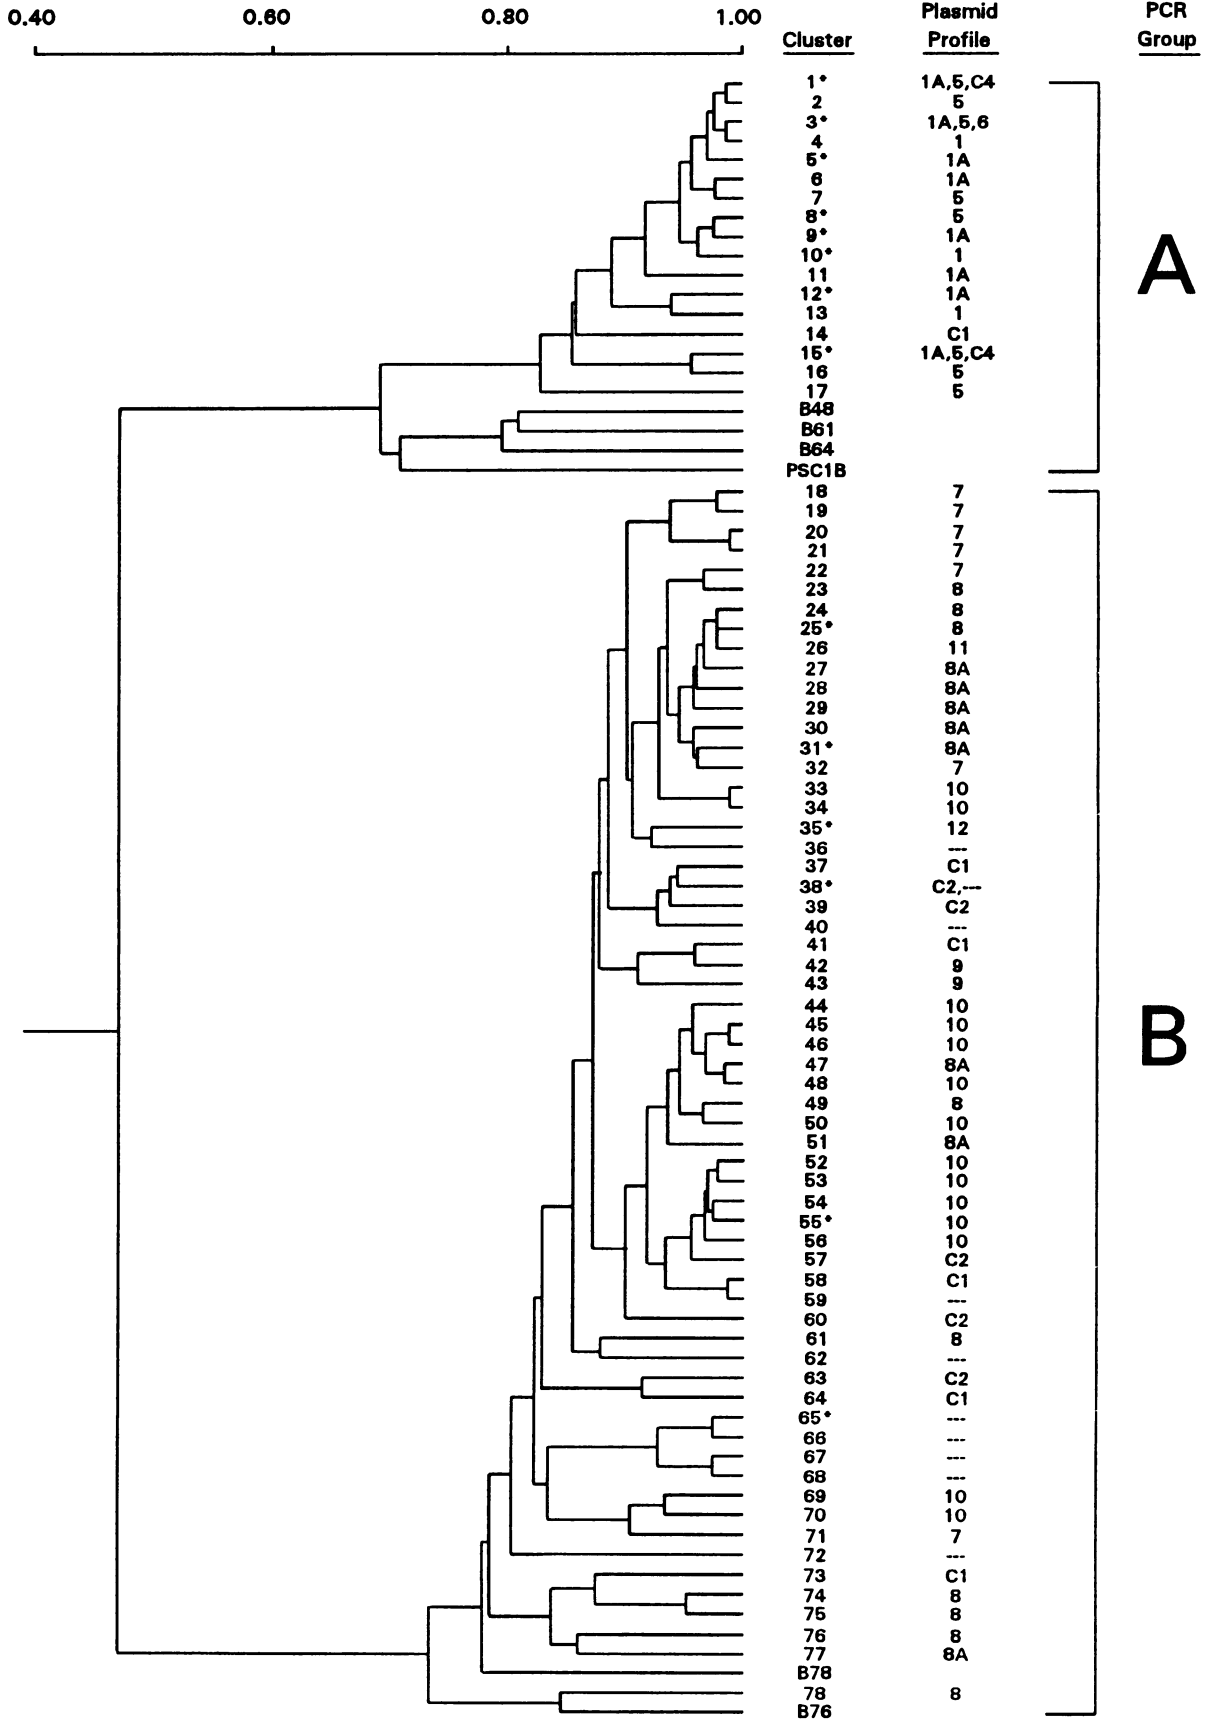 0.40 0.60 0.80 1.00 Plasmid PCR
Cluster Profile Group
1* 1A,5,C4
2 5
3* 1A,5,6
4 1
5* 1A
6 1A
7 5
8* 5
9* 1A
10* 1
11 1A
12* 1A
13 1
14 C1
15* 1A,5,C4
16 5
17 5
B48
B61
B64
PSC1B
A
18 7
19 7
20 7
21 7
22 7
23 8
24 8
25* 8
26 11
27 8A
28 8A
29 8A
30 8A
31* 8A
32 7
33 10
34 10
35* 12
36 ---
37 C1
38* C2,---
39 C2
40 ---
41 C1
42 9
43 9
44 10
45 10
46 10
47 8A
48 10
49 8
50 10
51 8A
52 10
53 10
54 10
55* 10
56 10
57 C2
58 C1
59 ---
60 C2
61 8
62 ---
63 C2
64 C1
65* ---
66 ---
67 ---
68 ---
69 10
70 10
71 7
72 ---
73 C1
74 8
75 8
76 8
77 8A
B78
78 8
B76
B